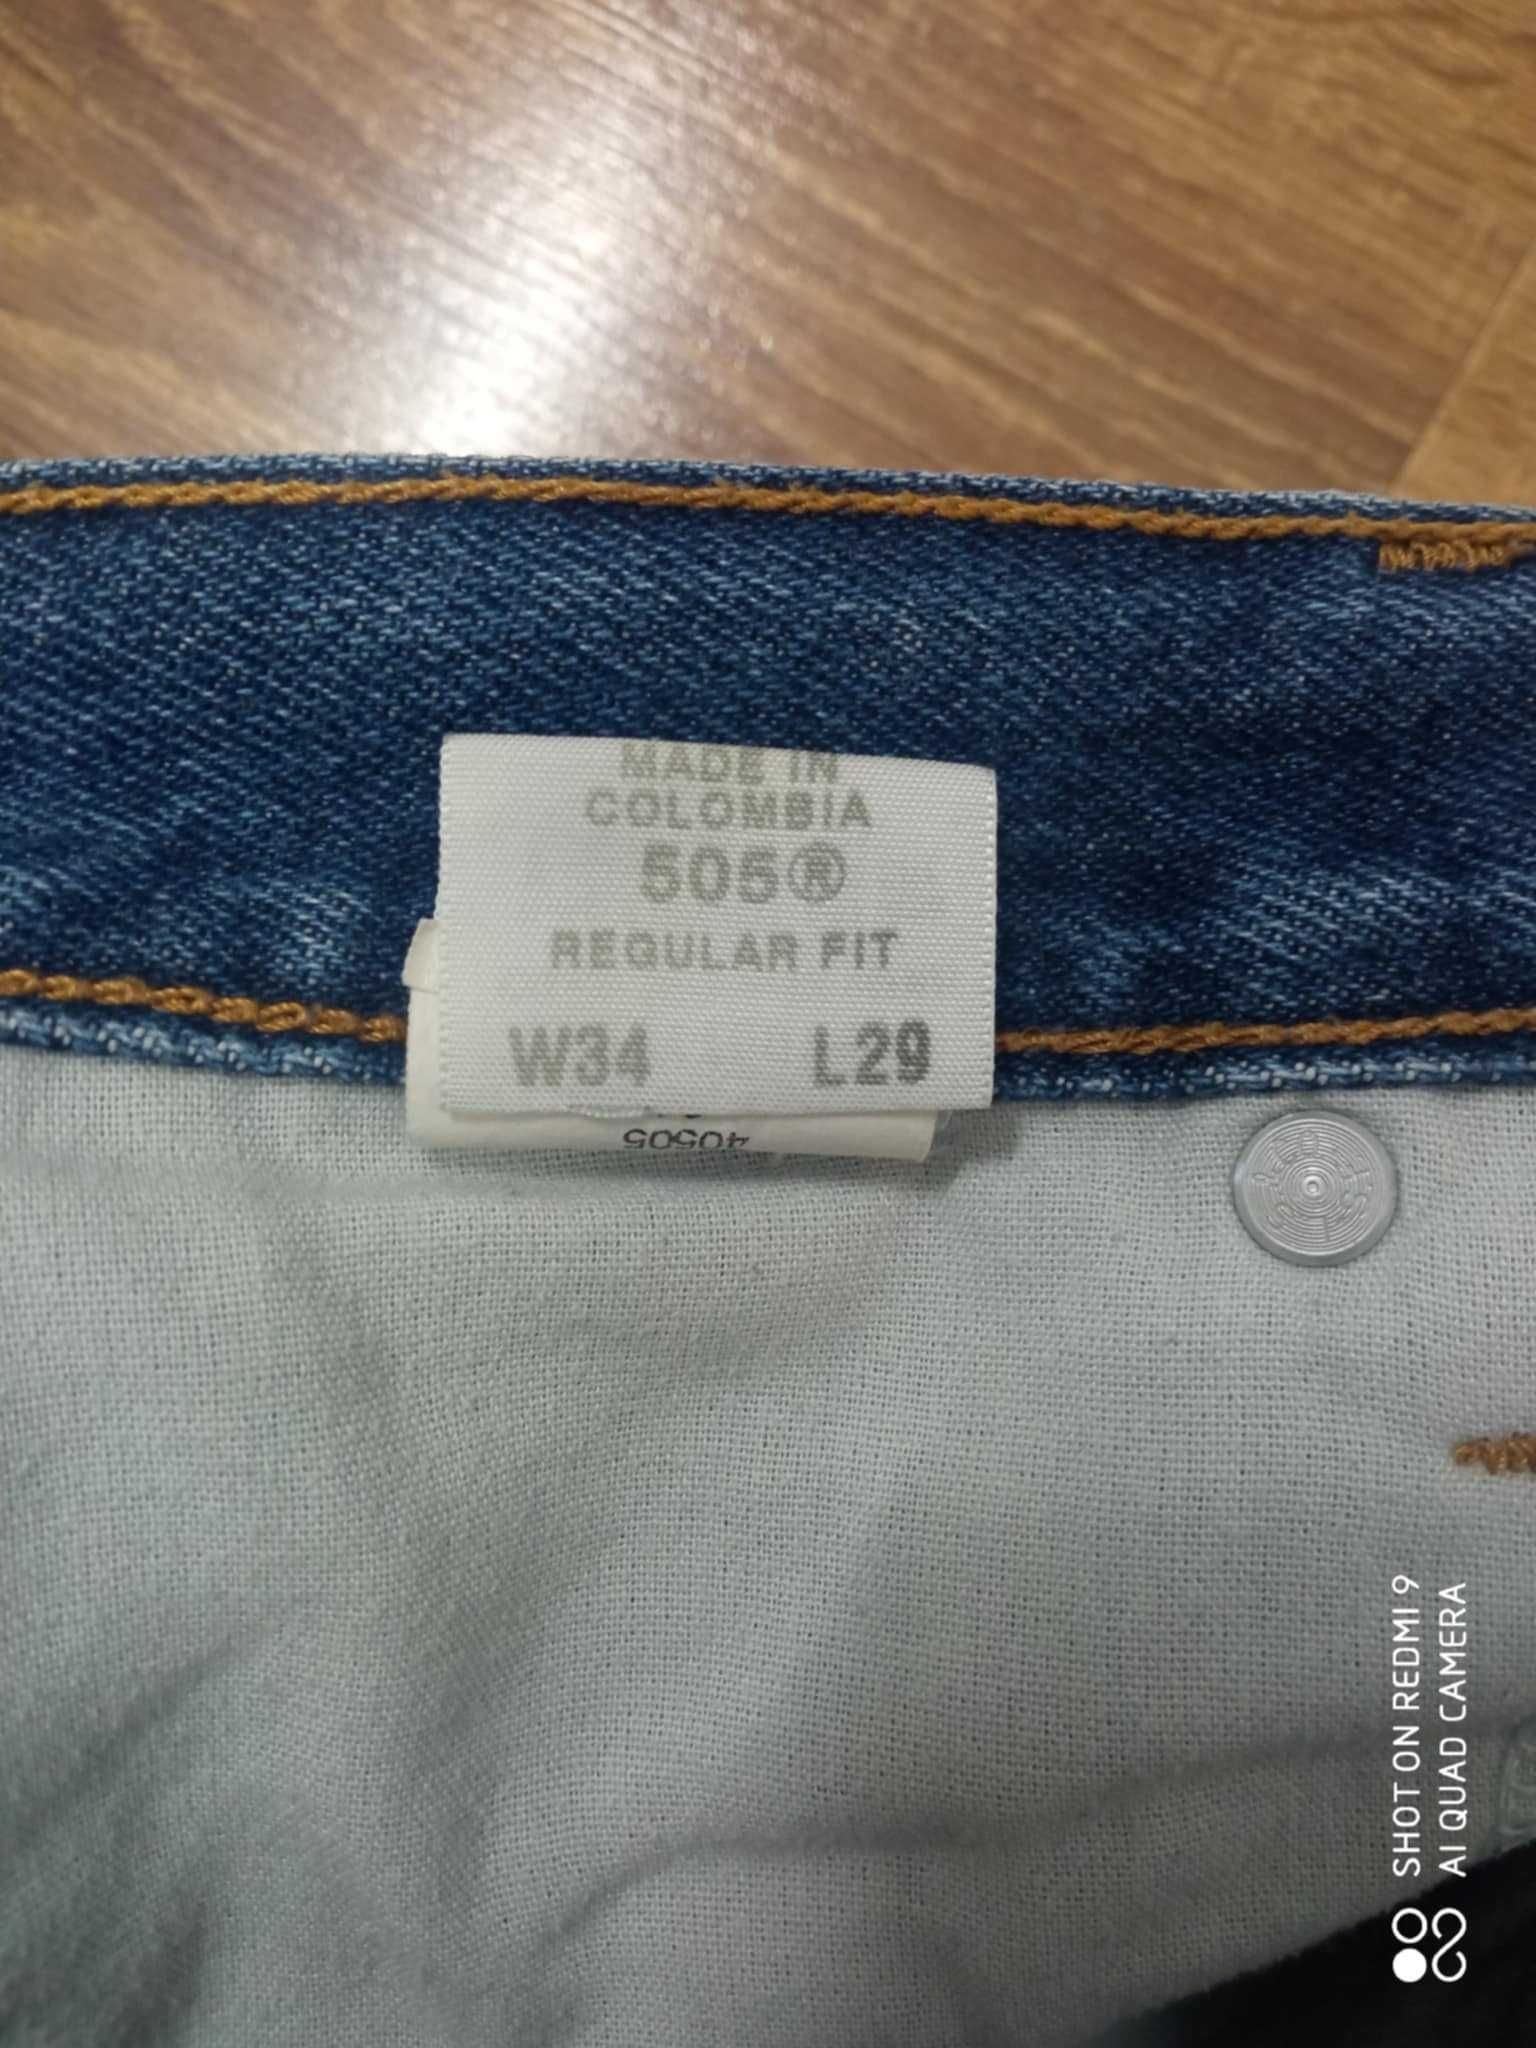 MADE IN
COLOMBIA
505®
REGULAR FIT
W34 L29
40505
SHOT ON REDMI 9
AI QUAD CAMERA